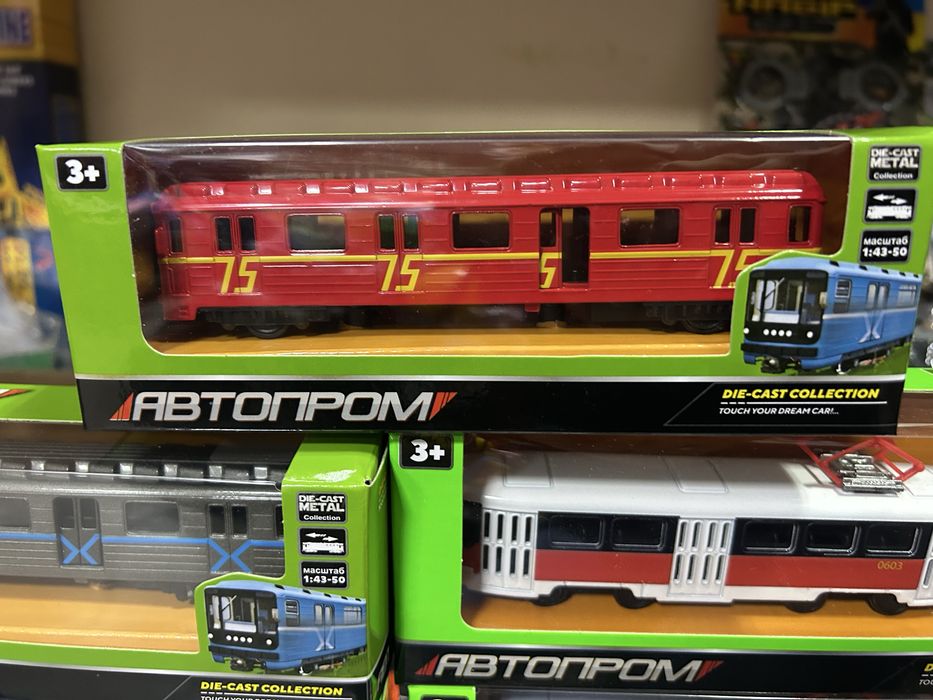 3+
DIE-CAST
METAL
Collection
масштаб
1:43-50
75 75 75 75
АВТОПРОМ
DIE-CAST COLLECTION
TOUCH YOUR DREAM CAR!...
DIE-CAST
METAL
Collection
масштаб
1:43-50
DIE-CAST COLLECTION
3+
0603
АВТОПРОМ